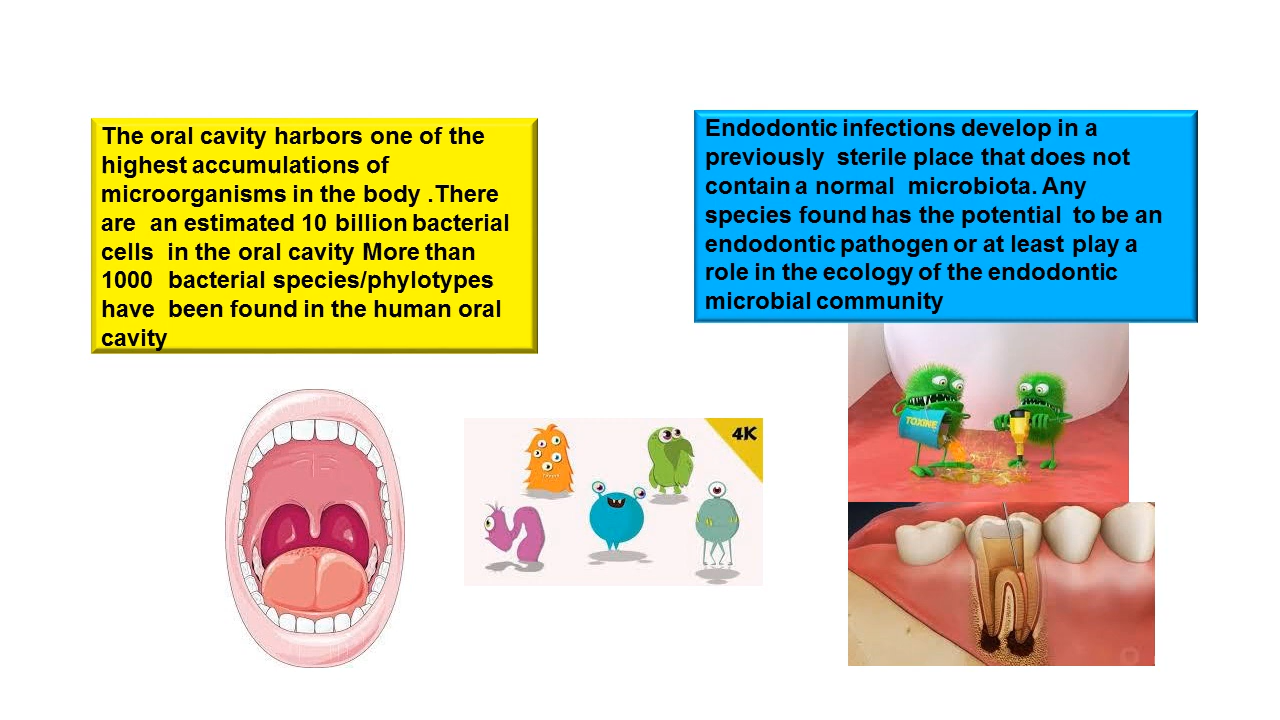 The oral cavity harbors one of the
highest accumulations of
microorganisms in the body .There
are  an estimated 10 billion bacterial
cells  in the oral cavity More than
1000  bacterial species/phylotypes
have  been found in the human oral
cavity
Endodontic infections develop in a
previously  sterile place that does not
contain a normal  microbiota. Any
species found has the potential  to be an
endodontic pathogen or at least play a
role in the ecology of the endodontic
microbial community
4K
TOXINE